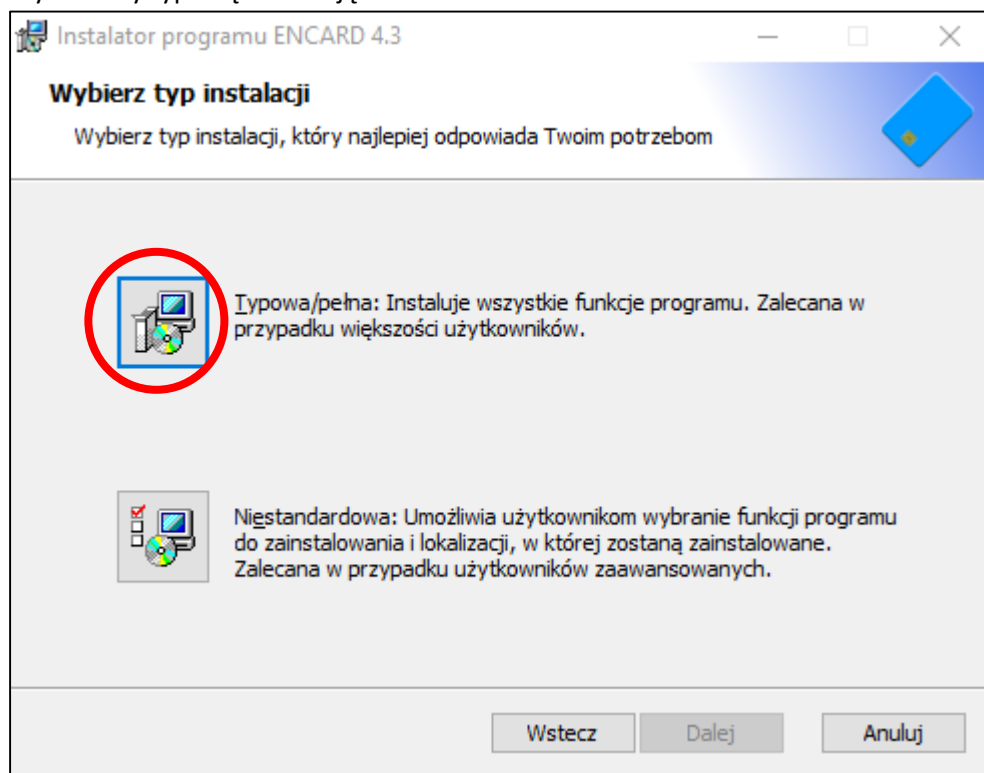 Instalator programu ENCARD 4.3
Wybierz typ instalacji
Wybierz typ instalacji, który najlepiej odpowiada Twoim potrzebom
Typowa/pełna: Instaluje wszystkie funkcje programu. Zalecana w
przypadku większości użytkowników.
Niestandardowa: Umożliwia użytkownikom wybranie funkcji programu
do zainstalowania i lokalizacji, w której zostaną zainstalowane.
Zalecana w przypadku użytkowników zaawansowanych.
Wstecz Dalej Anuluj